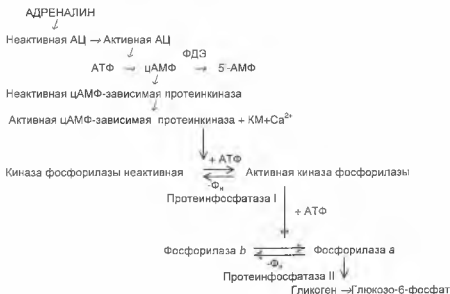 АДРЕНАЛИН
Неактивная АЦ → Активная АЦ
ФДЭ
АТФ → цАМФ → 5'-АМФ
Неактивная цАМФ-зависимая протеинкиназа
Активная цАМФ-зависимая протеинкиназа + КМ+Ca²⁺
+ АТФ
Киназа фосфорилазы неактивная Активная киназа фосфорилазы
-Фн
Протеинфосфатаза I
+ АТФ
Фосфорилаза b Фосфорилаза a
-Фн
Протеинфосфатаза II
Гликоген → Глюкозо-6-фосфат